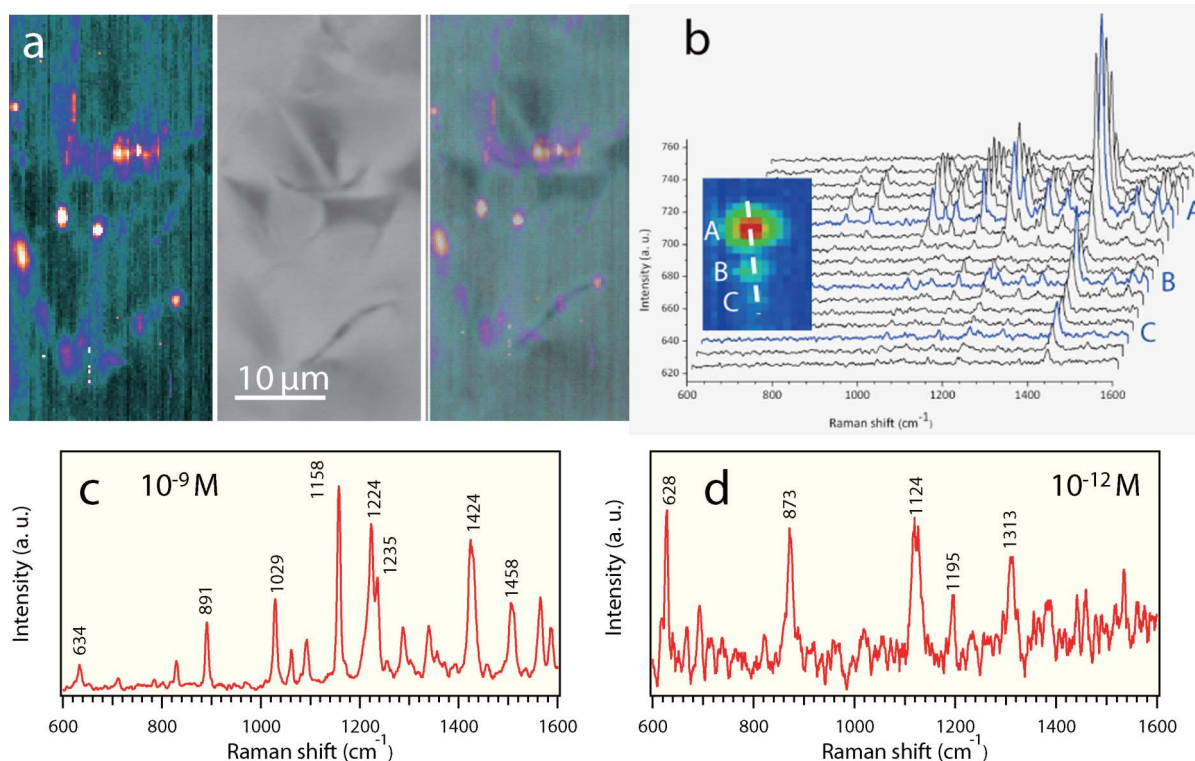 a
10 µm
b
Intensity (a. u.)
760
740
720
700
680
660
640
620
A
B
C
A
B
C
600 800 1000 1200 1400 1600
Raman shift (cm-1)
c
10-9 M
634
891
1029
1158
1224
1235
1424
1458
Intensity (a. u.)
600 800 1000 1200 1400 1600
Raman shift (cm-1)
d
10-12 M
628
873
1124
1195
1313
Intensity (a. u.)
600 800 1000 1200 1400 1600
Raman shift (cm-1)